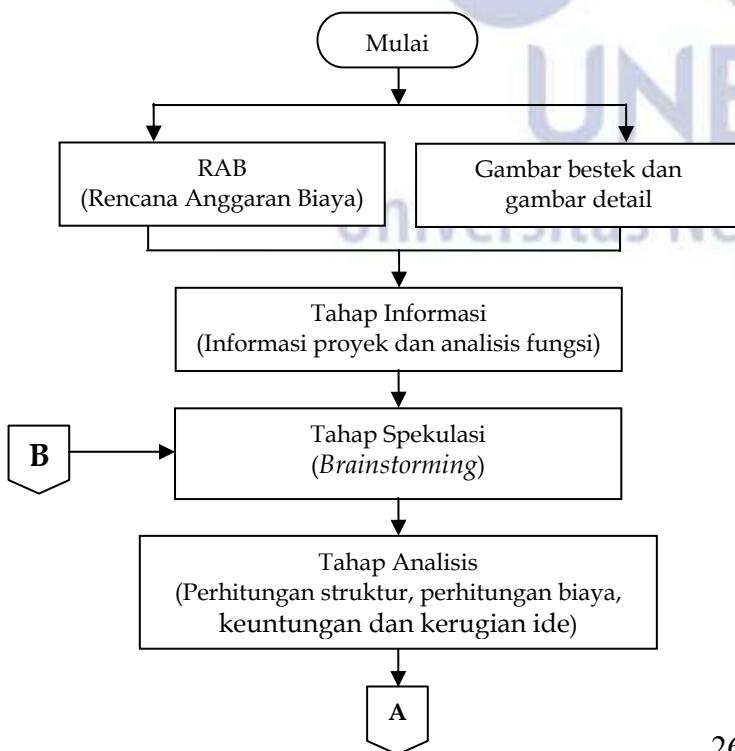 Mulai
RAB
(Rencana Anggaran Biaya)
Gambar bestek dan
gambar detail
Tahap Informasi
(Informasi proyek dan analisis fungsi)
B
Tahap Spekulasi
(Brainstorming)
Tahap Analisis
(Perhitungan struktur, perhitungan biaya,
keuntungan dan kerugian ide)
A
26